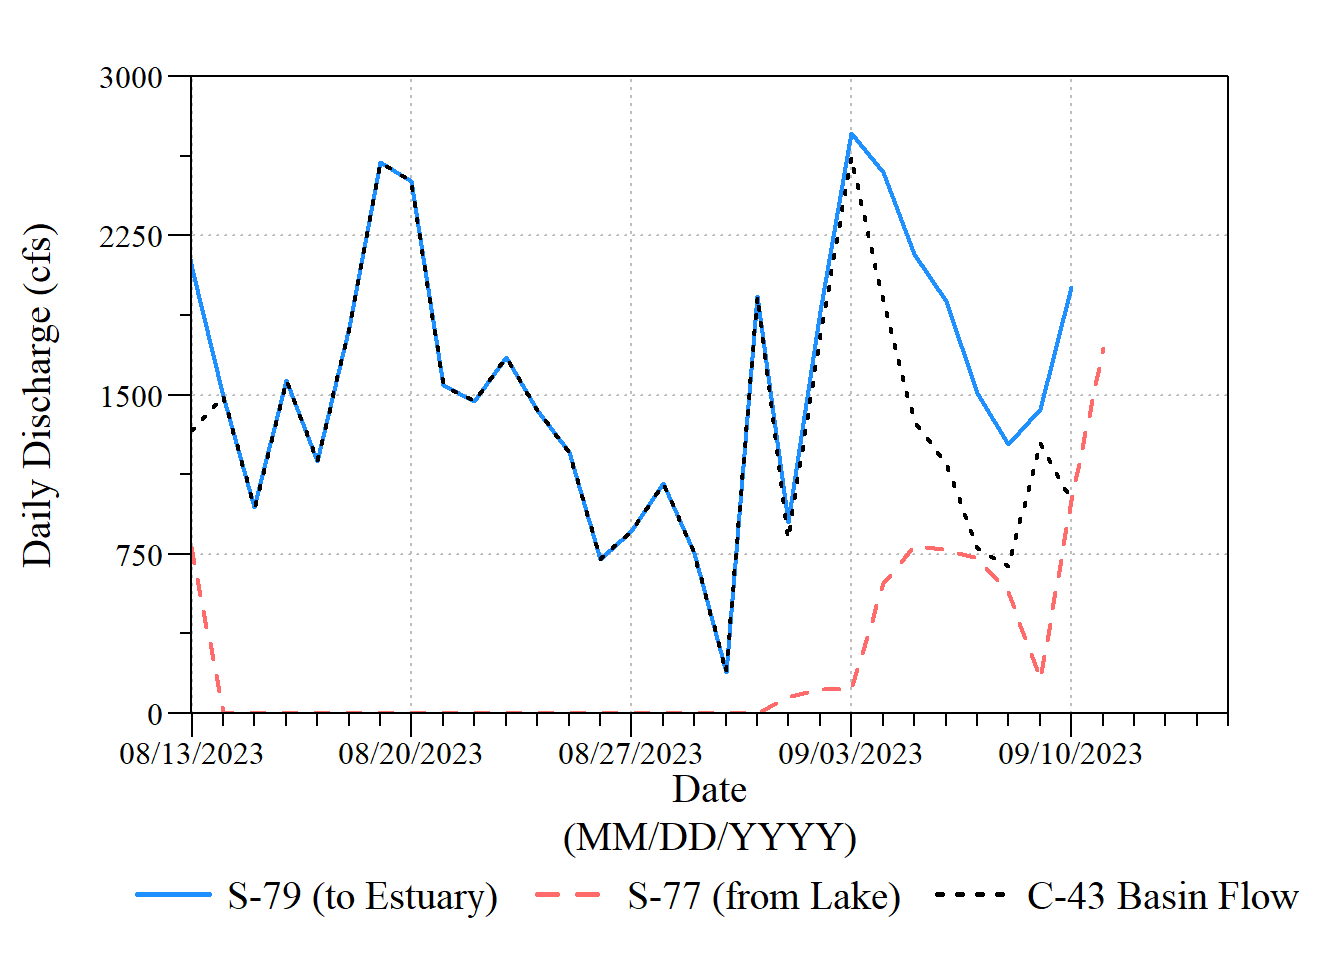 3000
2250
1500
750
0
Daily Discharge (cfs)
08/13/2023 08/20/2023 08/27/2023 09/03/2023 09/10/2023
Date
(MM/DD/YYYY)
S-79 (to Estuary) S-77 (from Lake) C-43 Basin Flow